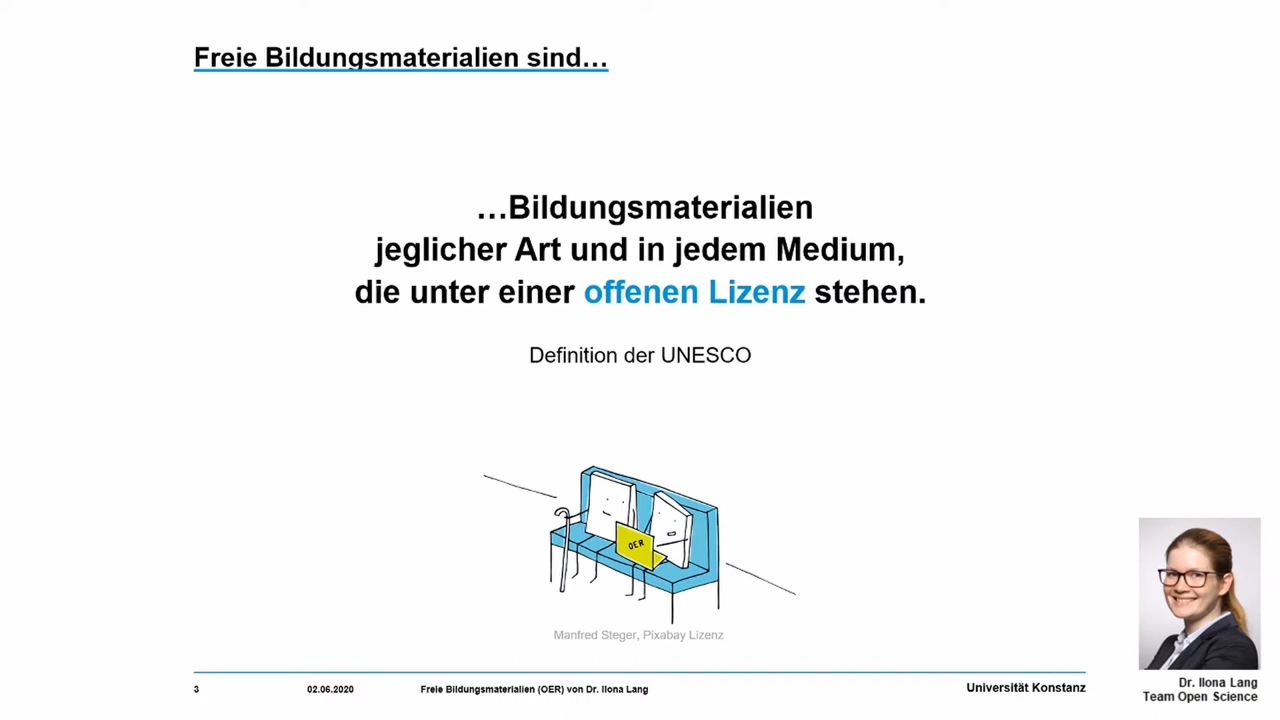 Freie Bildungsmaterialien sind…
…Bildungsmaterialien
jeglicher Art und in jedem Medium,
die unter einer offenen Lizenz stehen.
Definition der UNESCO
OER
Manfred Steger, Pixabay Lizenz
Dr. Ilona Lang
Team Open Science
3 02.06.2020 Freie Bildungsmaterialien (OER) von Dr. Ilona Lang Universität Konstanz